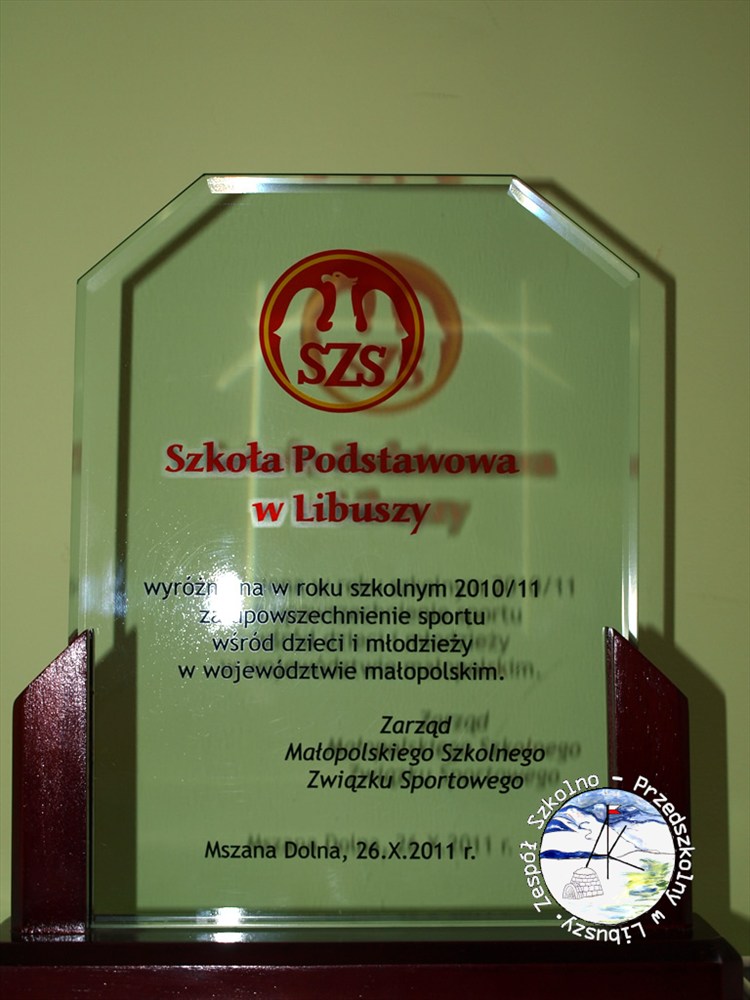 SZS
Szkoła Podstawowa
w Libuszy
wyróżniona w roku szkolnym 2010/11
za upowszechnienie sportu
wśród dzieci i młodzieży
w województwie małopolskim.
Zarząd
Małopolskiego Szkolnego
Związku Sportowego
Mszana Dolna, 26.X.2011 r.
Zespół Szkolno - Przedszkolny w Libuszy